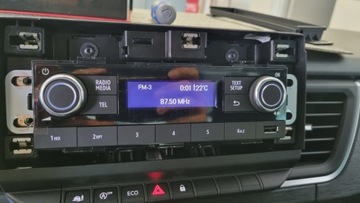 RADIO
MEDIA
FM-3
0:01
22°C
TEXT
SETUP
OK
TEL
87.50 MHz
1
2
3
4
5
ECO